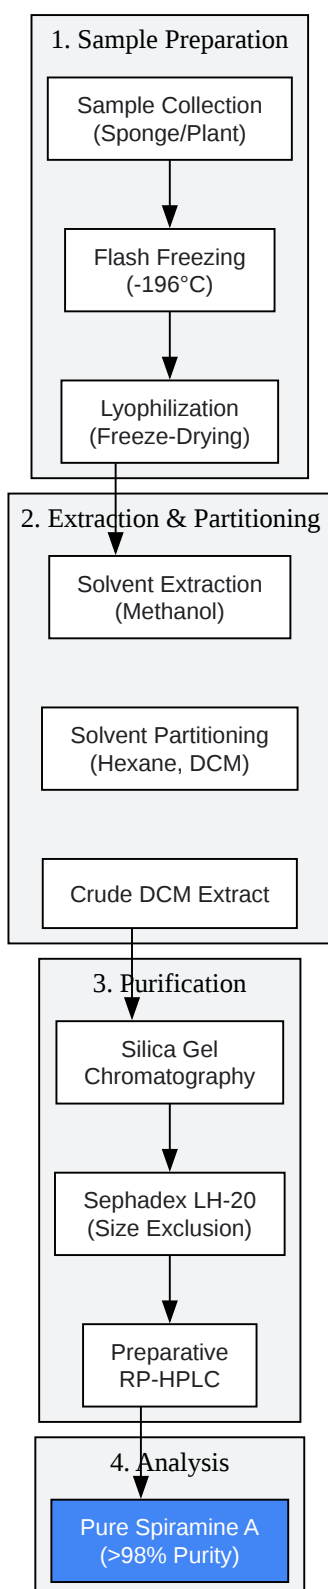 1. Sample Preparation
Sample Collection
(Sponge/Plant)
Flash Freezing
(-196°C)
Lyophilization
(Freeze-Drying)
2. Extraction & Partitioning
Solvent Extraction
(Methanol)
Solvent Partitioning
(Hexane, DCM)
Crude DCM Extract
3. Purification
Silica Gel
Chromatography
Sephadex LH-20
(Size Exclusion)
Preparative
RP-HPLC
4. Analysis
Pure Spiramine A
(>98% Purity)